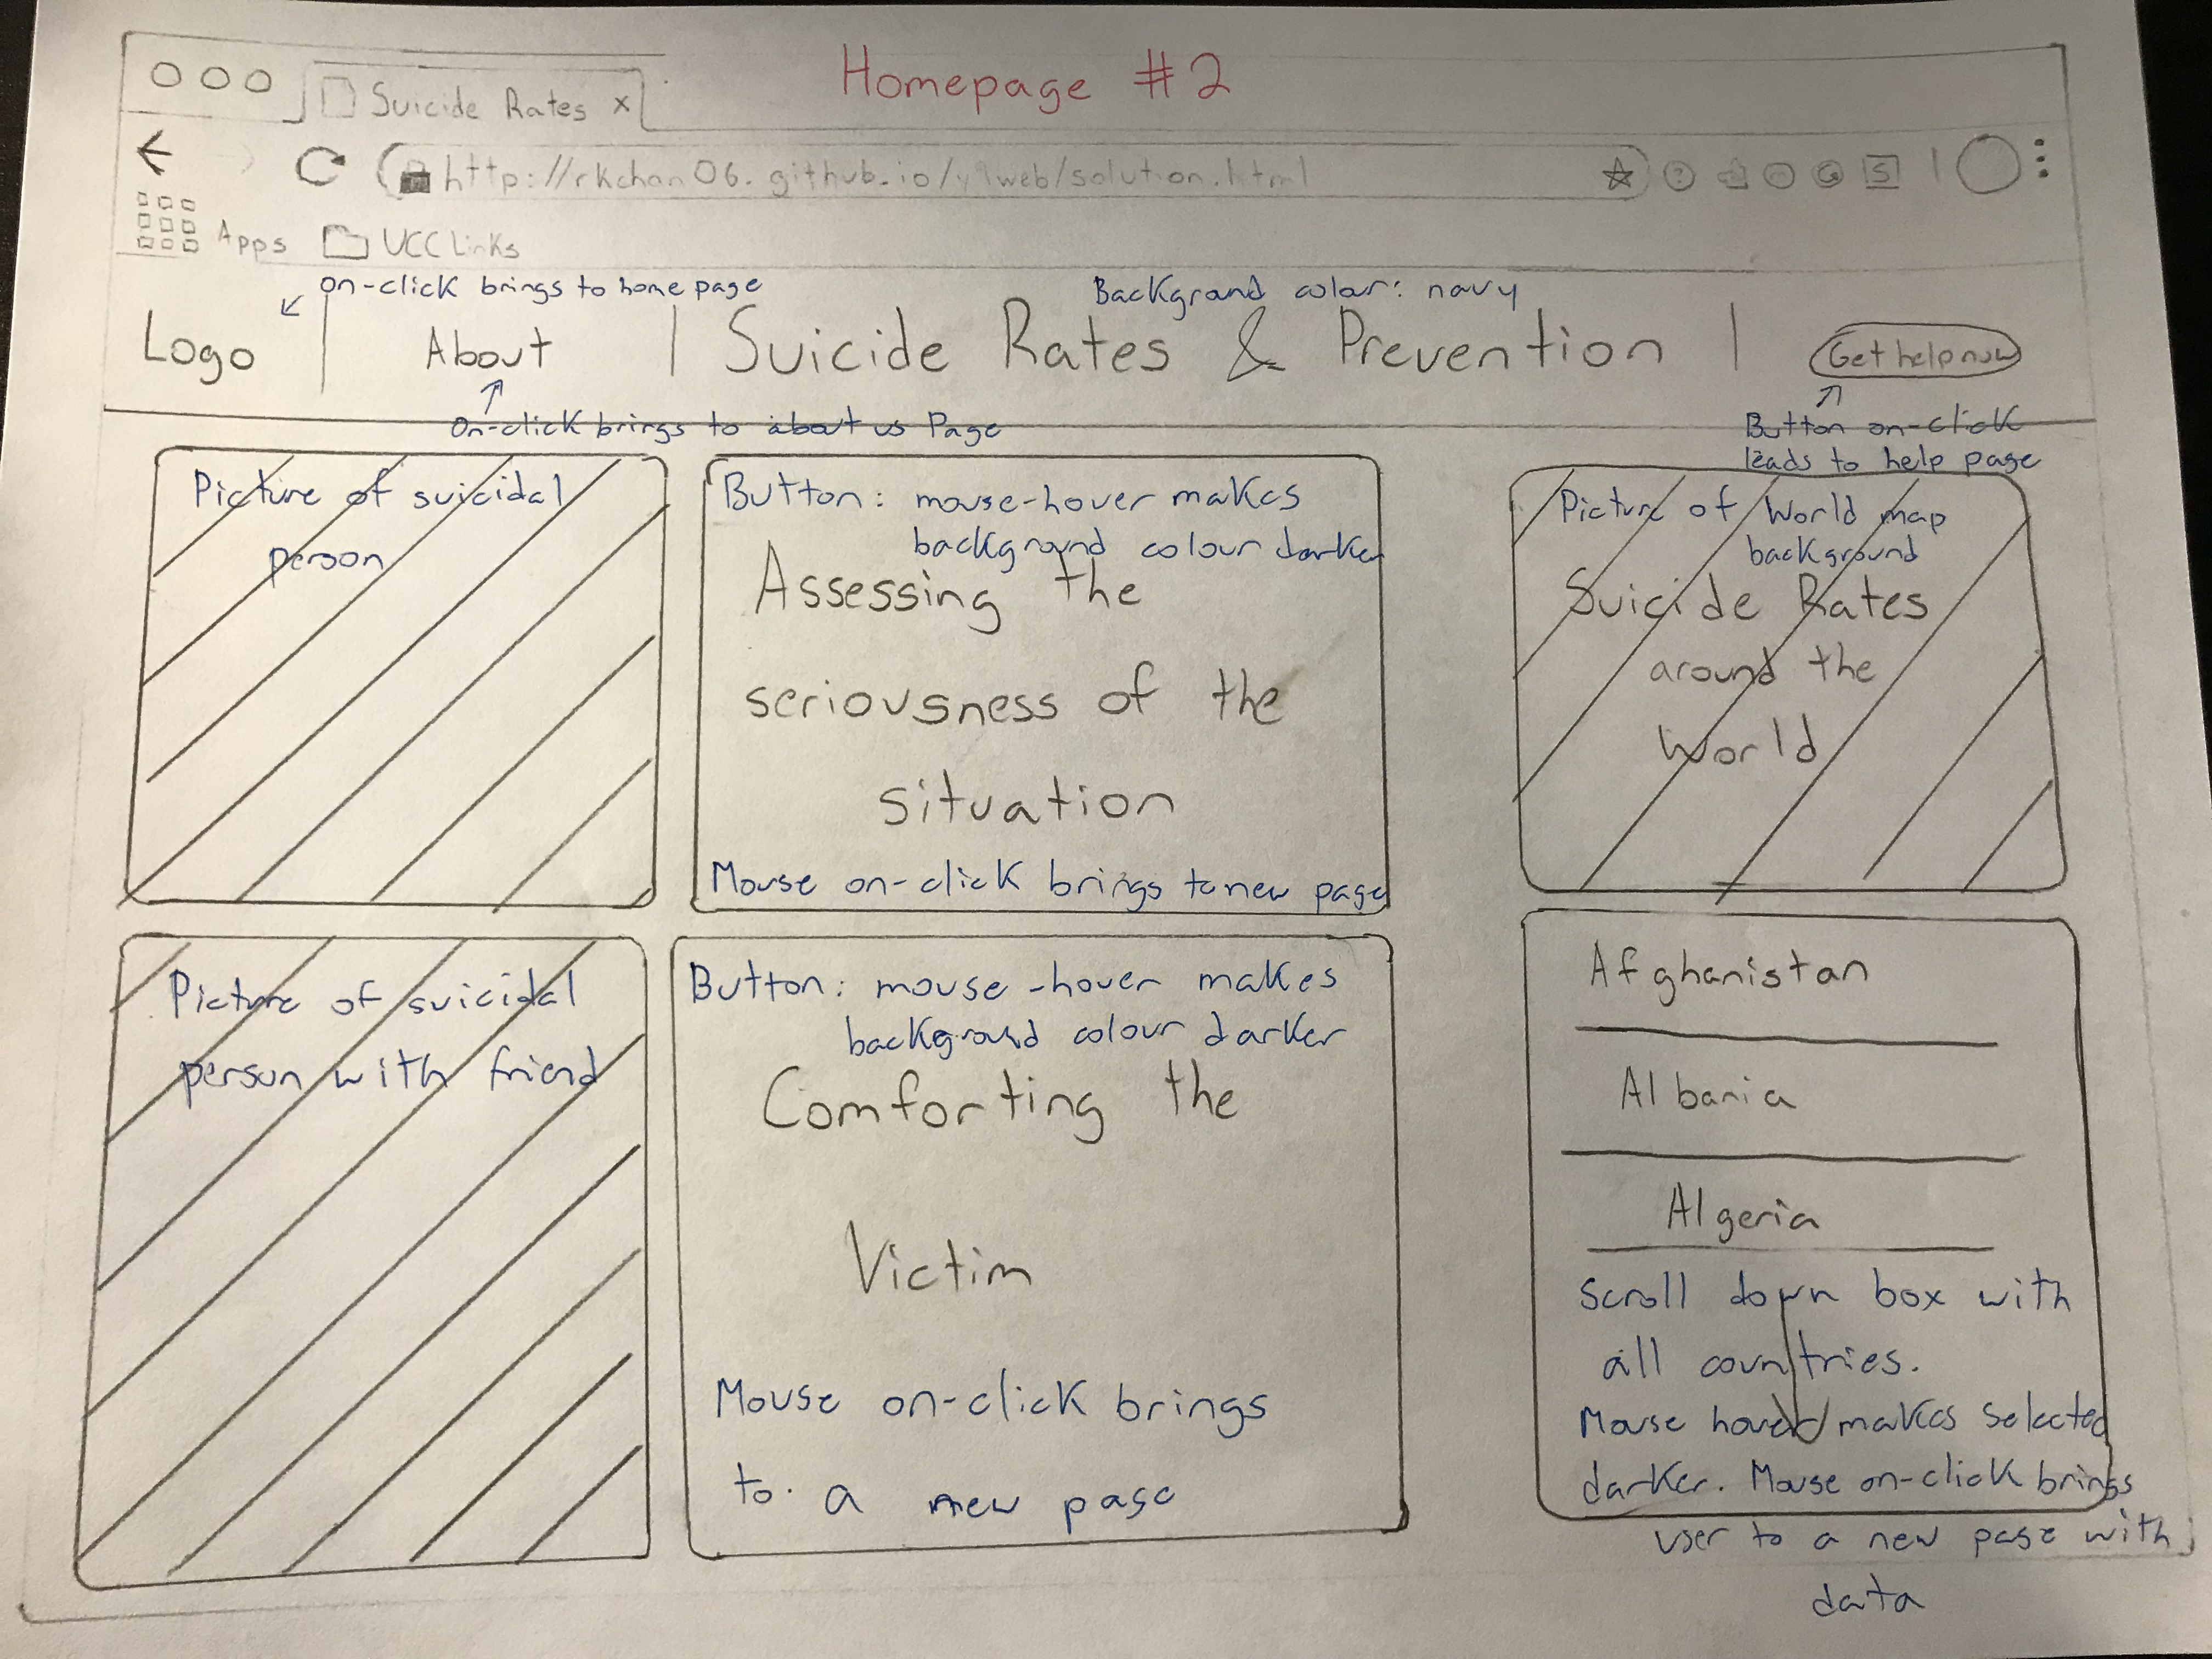 Homepage #2
Suicide Rates x
http://rkchan06.github.io/y9web/solution.html
Apps UCC Links
On-click brings to home page
Background color: navy
Logo | About | Suicide Rates & Prevention | Get help now
On-click brings to about us Page
Button on-click
leads to help page
Picture of suicidal
person
Button: mouse-hover makes
background colour darker
Assessing the
seriousness of the
situation
Mouse on-click brings to new page
Picture of World map
background
Suicide Rates
around the
World
Picture of suicidal
person with friend
Button: mouse-hover makes
background colour darker
Comforting the
Victim
Mouse on-click brings
to a new page
Afghanistan
Albania
Algeria
Scroll down box with
all countries.
Mouse hover makes selected
darker. Mouse on-click brings
user to a new page with
data